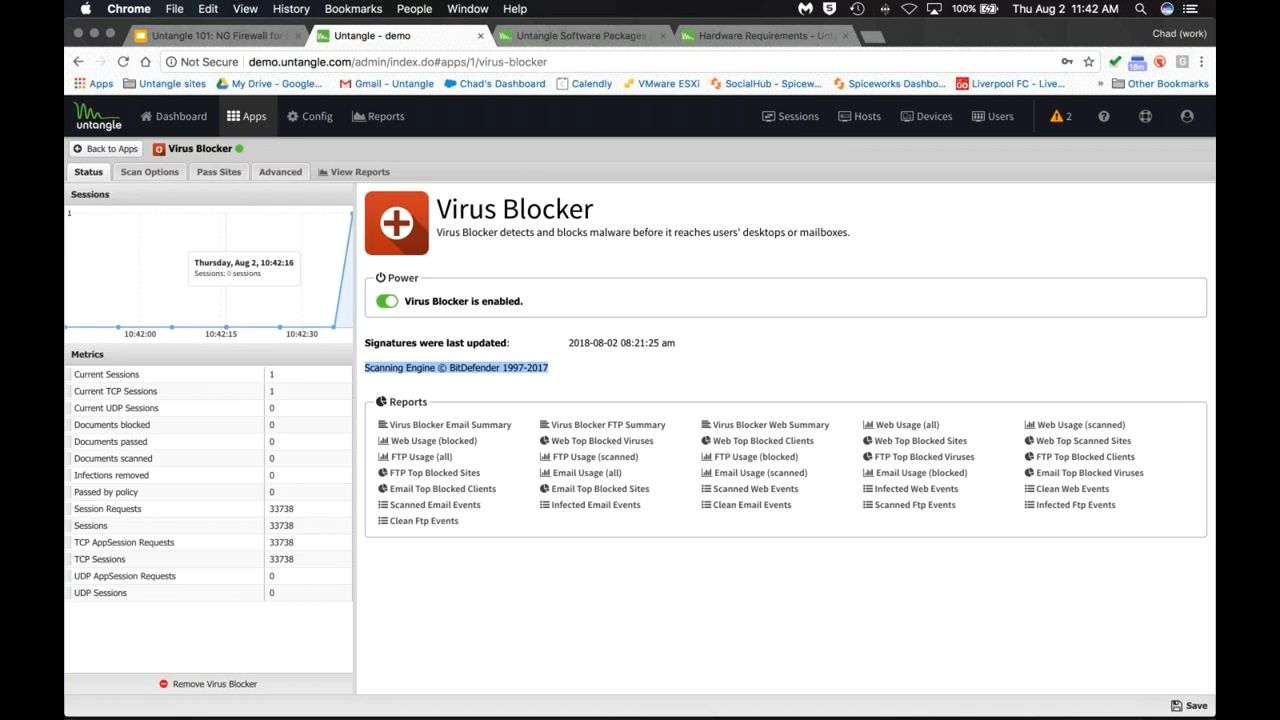 Chrome File Edit View History Bookmarks People Window Help 5 100% Thu Aug 2 11:42 AM
Untangle 101: NG Firewall for Untangle - demo Untangle Software Packages Hardware Requirements - Unt Chad (work)
Not Secure demo.untangle.com/admin/index.do#apps/1/virus-blocker 18m G
Apps Untangle sites My Drive - Google... Gmail - Untangle Chad's Dashboard Calendly VMware ESXi SocialHub - Spicew... Spiceworks Dashbo... Liverpool FC - Live... » Other Bookmarks
untangle Dashboard Apps Config Reports Sessions Hosts Devices Users 2
Back to Apps Virus Blocker
Status Scan Options Pass Sites Advanced View Reports
Sessions
1
Thursday, Aug 2, 10:42:16
Sessions: 0 sessions
10:42:00 10:42:15 10:42:30
Metrics
Current Sessions 1
Current TCP Sessions 1
Current UDP Sessions 0
Documents blocked 0
Documents passed 0
Documents scanned 0
Infections removed 0
Passed by policy 0
Session Requests 33738
Sessions 33738
TCP AppSession Requests 33738
TCP Sessions 33738
UDP AppSession Requests 0
UDP Sessions 0
Remove Virus Blocker
Virus Blocker
Virus Blocker detects and blocks malware before it reaches users' desktops or mailboxes.
Power
Virus Blocker is enabled.
Signatures were last updated: 2018-08-02 08:21:25 am
Scanning Engine © BitDefender 1997-2017
Reports
Virus Blocker Email Summary Virus Blocker FTP Summary Virus Blocker Web Summary Web Usage (all) Web Usage (scanned)
Web Usage (blocked) Web Top Blocked Viruses Web Top Blocked Clients Web Top Blocked Sites Web Top Scanned Sites
FTP Usage (all) FTP Usage (scanned) FTP Usage (blocked) FTP Top Blocked Viruses FTP Top Blocked Clients
FTP Top Blocked Sites Email Usage (all) Email Usage (scanned) Email Usage (blocked) Email Top Blocked Viruses
Email Top Blocked Clients Email Top Blocked Sites Scanned Web Events Infected Web Events Clean Web Events
Scanned Email Events Infected Email Events Clean Email Events Scanned Ftp Events Infected Ftp Events
Clean Ftp Events
Save